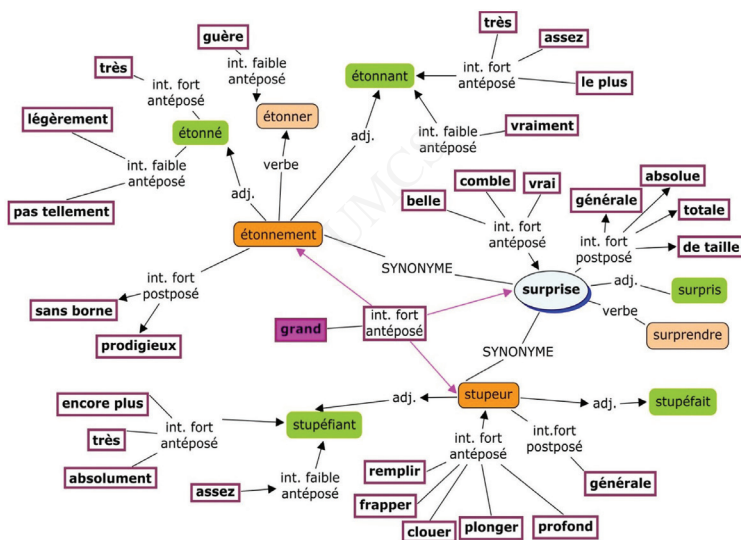 guère
très
assez
très
int. faible
antéposé
int. fort
antéposé
étonnant
int. fort
antéposé
le plus
légèrement
étonner
étonné
int. faible
antéposé
vraiment
int. faible
antéposé
adj.
verbe
comble
vrai
absolue
belle
générale
adj.
totale
pas tellement
int. fort
antéposé
étonnement
int. fort
postposé
de taille
UMCS
SYNONYME
int. fort
postposé
adj.
surpris
surprise
sans borne
verbe
int. fort
antéposé
grand
surprendre
prodigieux
SYNONYME
encore plus
adj.
stupeur
adj.
stupéfait
int. fort
antéposé
stupéfiant
très
int. fort
antéposé
int.fort
postposé
absolument
remplir
int. faible
antéposé
assez
générale
frapper
clouer
plonger
profond